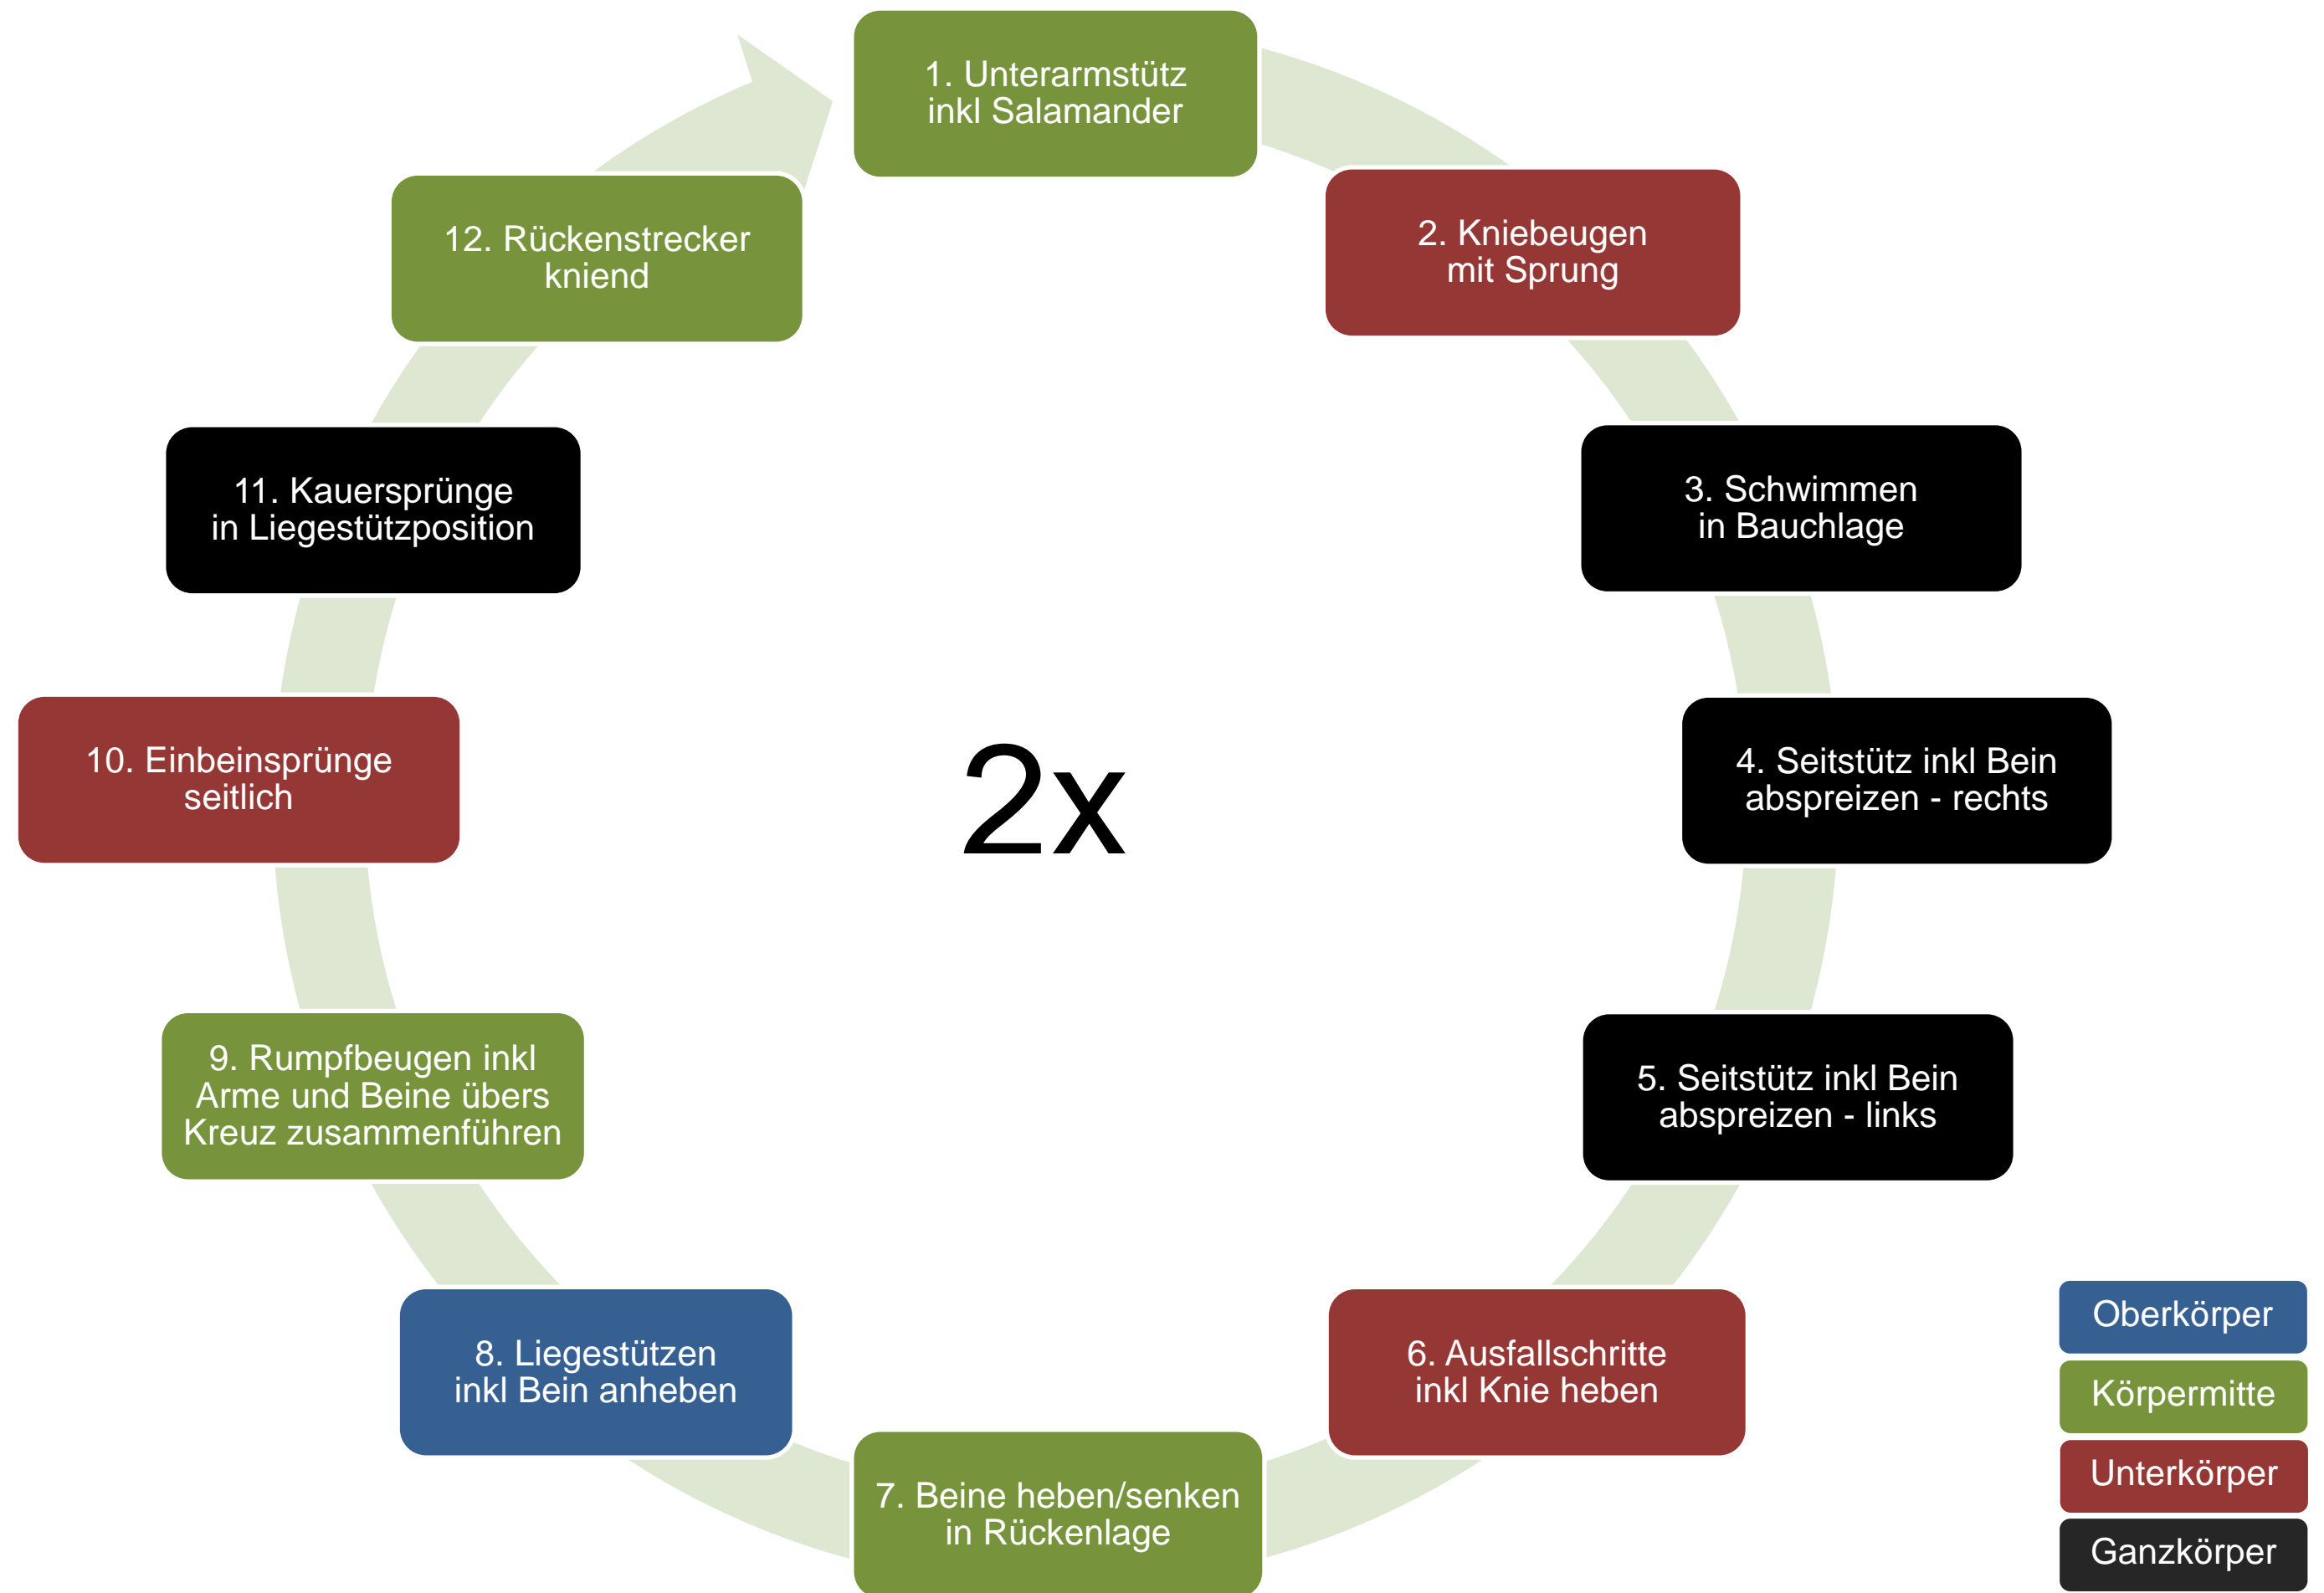 1. Unterarmstütz
inkl Salamander
2. Kniebeugen
mit Sprung
3. Schwimmen
in Bauchlage
4. Seitstütz inkl Bein
abspreizen - rechts
5. Seitstütz inkl Bein
abspreizen - links
6. Ausfallschritte
inkl Knie heben
7. Beine heben/senken
in Rückenlage
8. Liegestützen
inkl Bein anheben
9. Rumpfbeugen inkl
Arme und Beine übers
Kreuz zusammenführen
10. Einbeinsprünge
seitlich
11. Kauersprünge
in Liegestützposition
12. Rückenstrecker
kniend
2x
Oberkörper
Körpermitte
Unterkörper
Ganzkörper